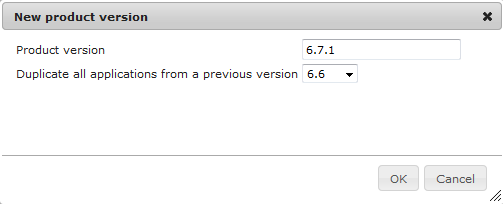 New product version
Product version 6.7.1
Duplicate all applications from a previous version 6.6
OK Cancel